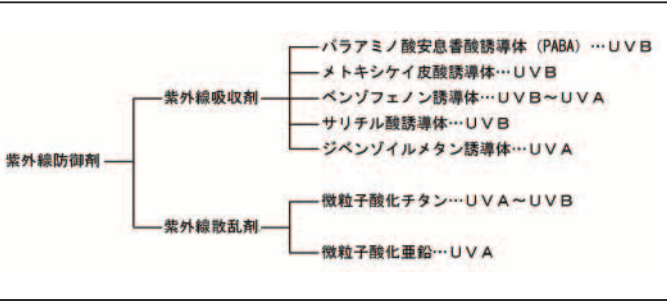 パラアミノ酸安息香酸誘導体（PABA）…ＵＶＢ
メトキシケイ皮酸誘導体…ＵＶＢ
紫外線吸収剤
ベンゾフェノン誘導体…ＵＶＢ～ＵＶＡ
サリチル酸誘導体…ＵＶＢ
ジベンゾイルメタン誘導体…ＵＶＡ
紫外線防御剤
微粒子酸化チタン…ＵＶＡ～ＵＶＢ
紫外線散乱剤
微粒子酸化亜鉛…ＵＶＡ